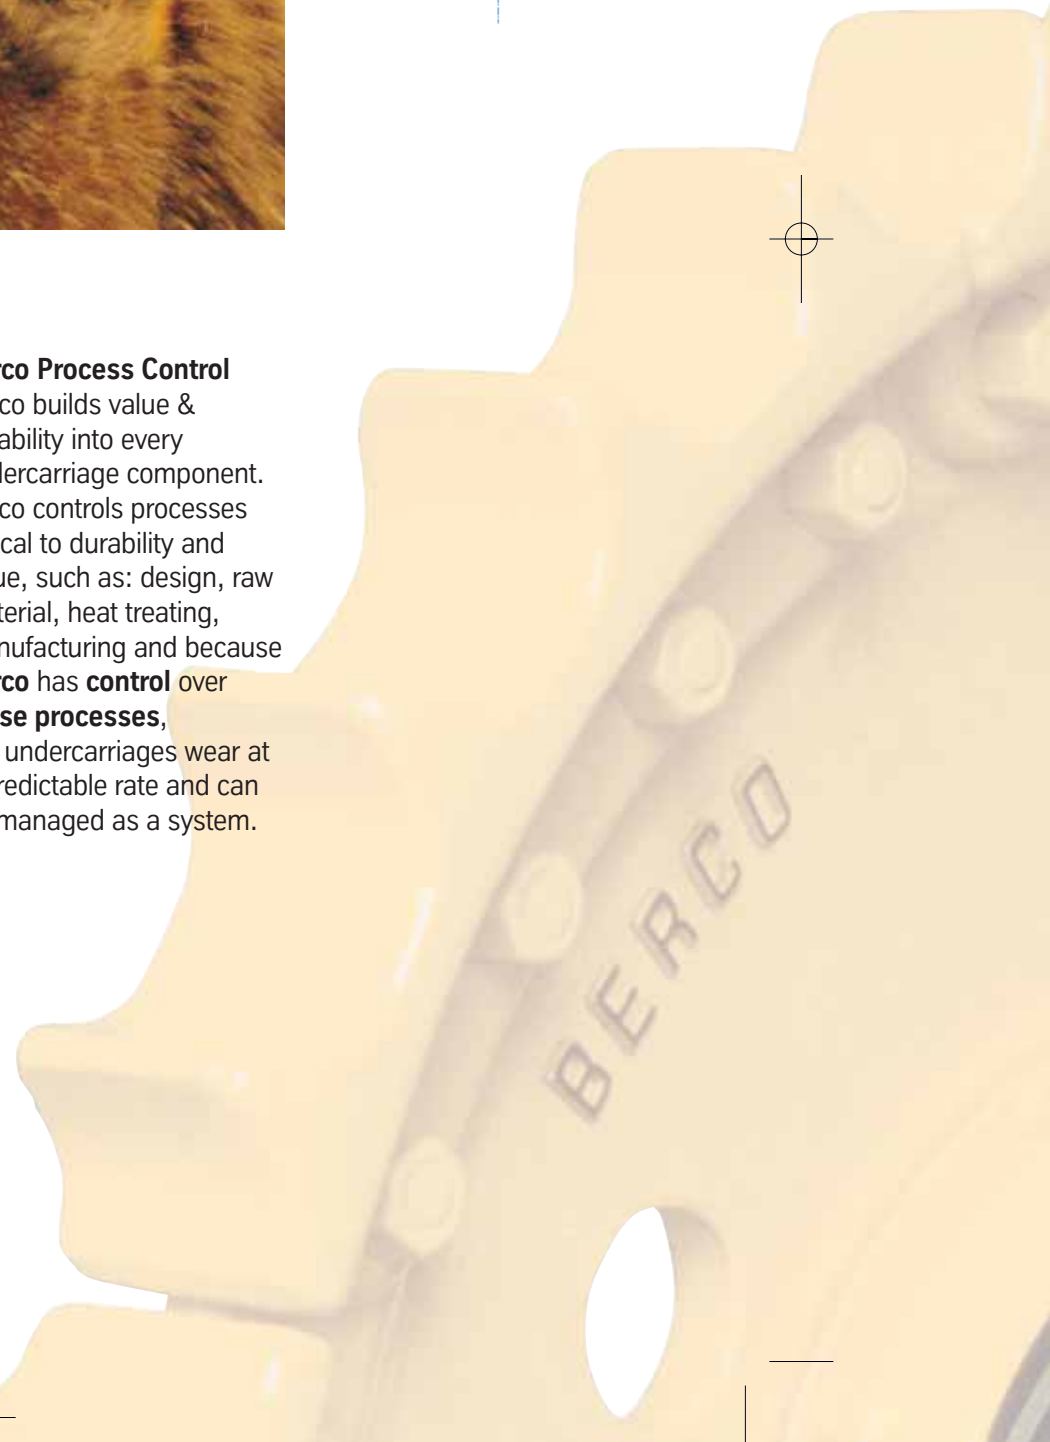 rco Process Control
co builds value &
ability into every
dercarriage component.
co controls processes
ical to durability and
ue, such as: design, raw
terial, heat treating,
nufacturing and because
rco has control over
se processes,
undercarriages wear at
redictable rate and can
managed as a system.
BERCO